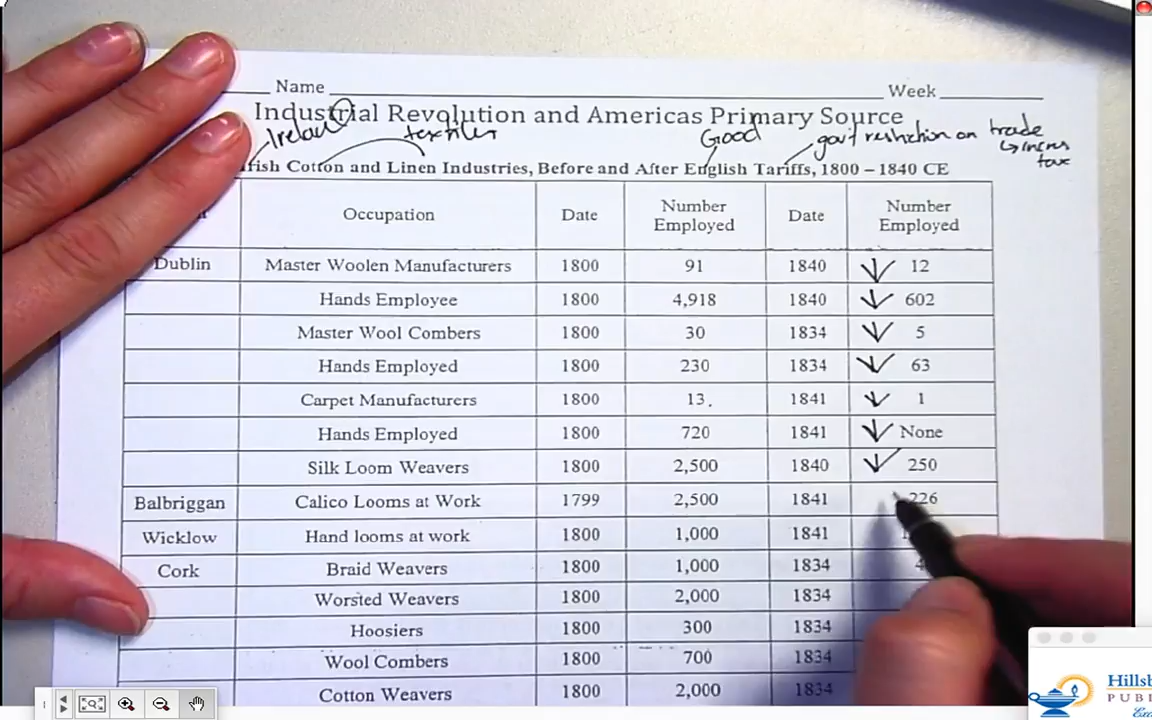 Name Week
Industrial Revolution and Americas Primary Source
Ireland textiles Good gov't restriction on trade
↳ incres
tax
Irish Cotton and Linen Industries, Before and After English Tariffs, 1800 – 1840 CE
Occupation Date Number Employed Date Number Employed
Dublin Master Woolen Manufacturers 1800 91 1840 12
Hands Employee 1800 4,918 1840 602
Master Wool Combers 1800 30 1834 5
Hands Employed 1800 230 1834 63
Carpet Manufacturers 1800 13. 1841 1
Hands Employed 1800 720 1841 None
Silk Loom Weavers 1800 2,500 1840 250
Balbriggan Calico Looms at Work 1799 2,500 1841 226
Wicklow Hand looms at work 1800 1,000 1841
Cork Braid Weavers 1800 1,000 1834 4
Worsted Weavers 1800 2,000 1834
Hoosiers 1800 300 1834
Wool Combers 1800 700 1834
Cotton Weavers 1800 2,000 1834
Hillsb
PUBL